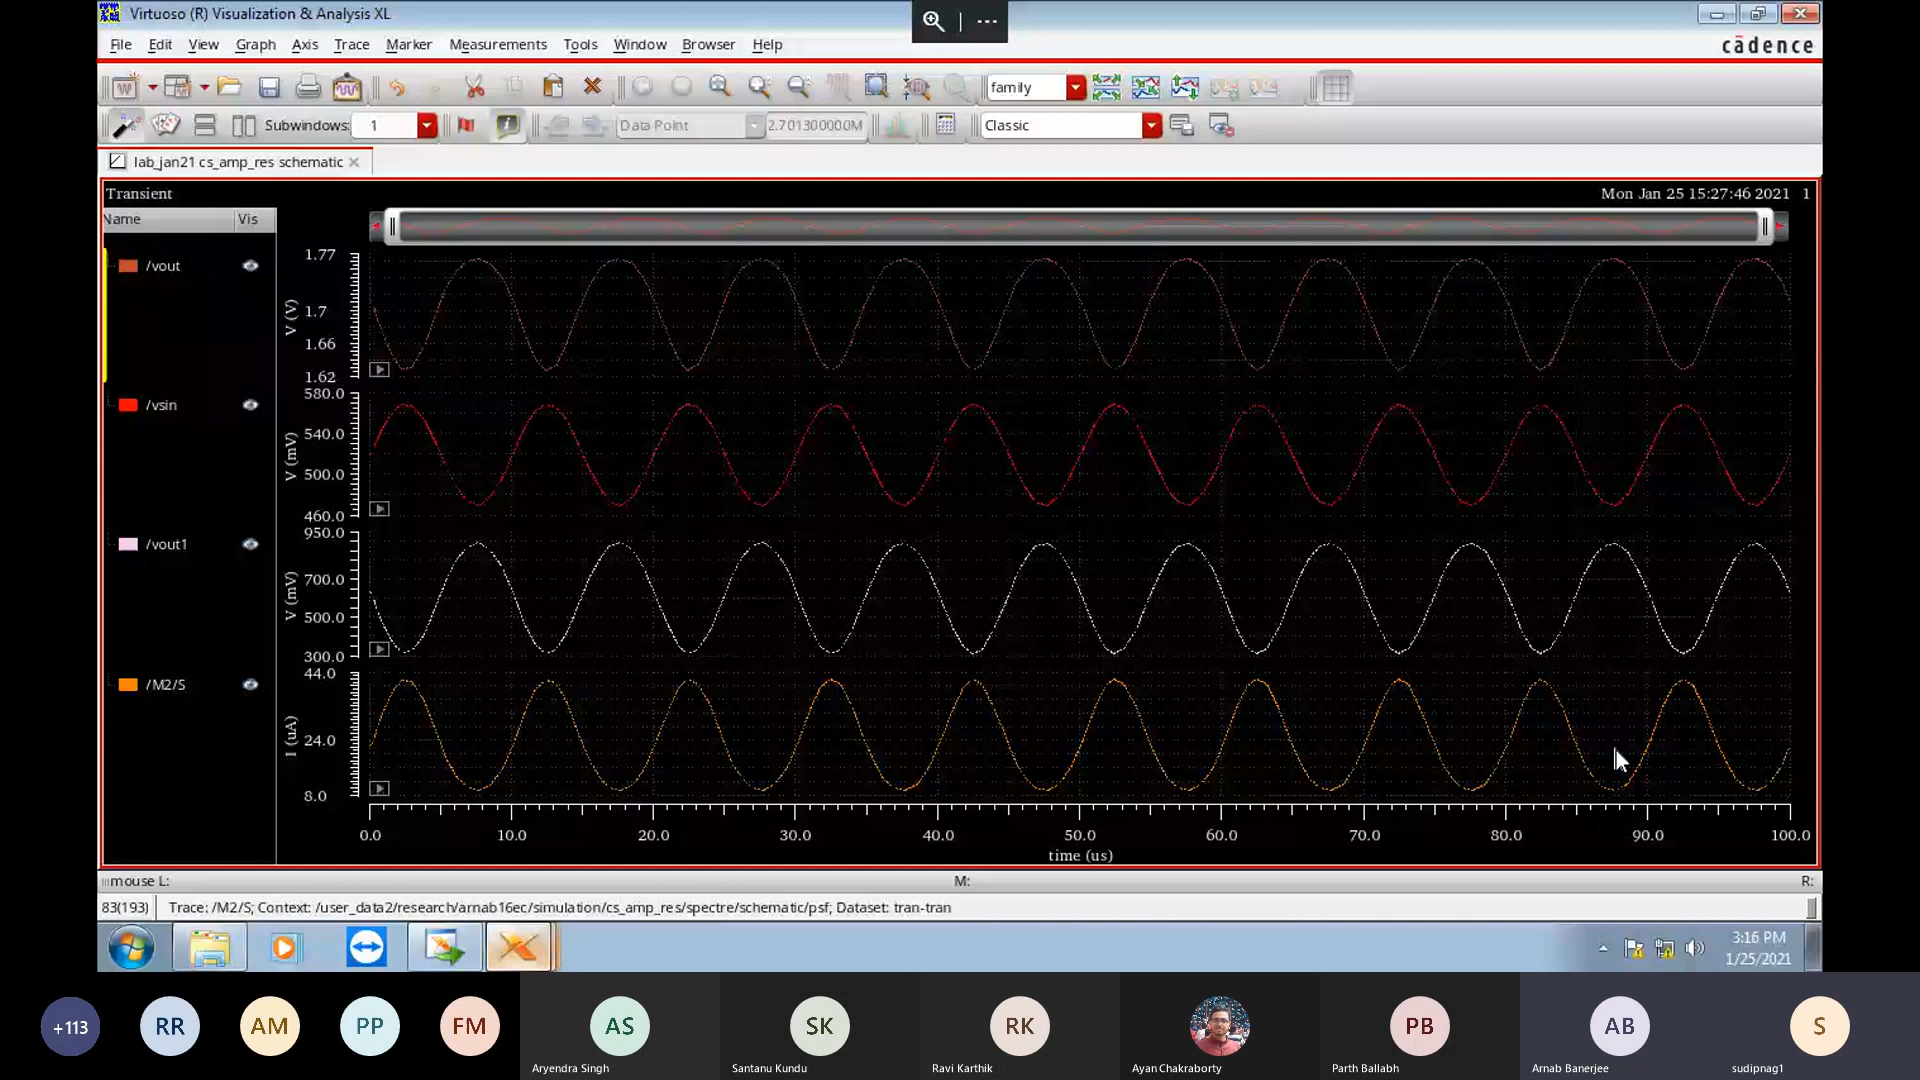 Virtuoso (R) Visualization & Analysis XL
File Edit View Graph Axis Trace Marker Measurements Tools Window Browser Help
cādence
family
Subwindows: 1
Data Point
2.701300000M
Classic
lab_jan21 cs_amp_res schematic
Transient
Mon Jan 25 15:27:46 2021 1
Name Vis
/vout
1.77
1.7
1.66
1.62
V (V)
/vsin
580.0
540.0
500.0
460.0
V (mV)
/vout1
950.0
700.0
500.0
300.0
V (mV)
/M2/S
44.0
24.0
8.0
I (uA)
0.0 10.0 20.0 30.0 40.0 50.0 60.0 70.0 80.0 90.0 100.0
time (us)
mouse L: M: R:
83(193) Trace: /M2/S; Context: /user_data2/research/arnab16ec/simulation/cs_amp_res/spectre/schematic/psf; Dataset: tran-tran
3:16 PM
1/25/2021
+113 RR AM PP FM AS SK RK PB AB S
Aryendra Singh Santanu Kundu Ravi Karthik Ayan Chakraborty Parth Ballabh Arnab Banerjee sudipnag1